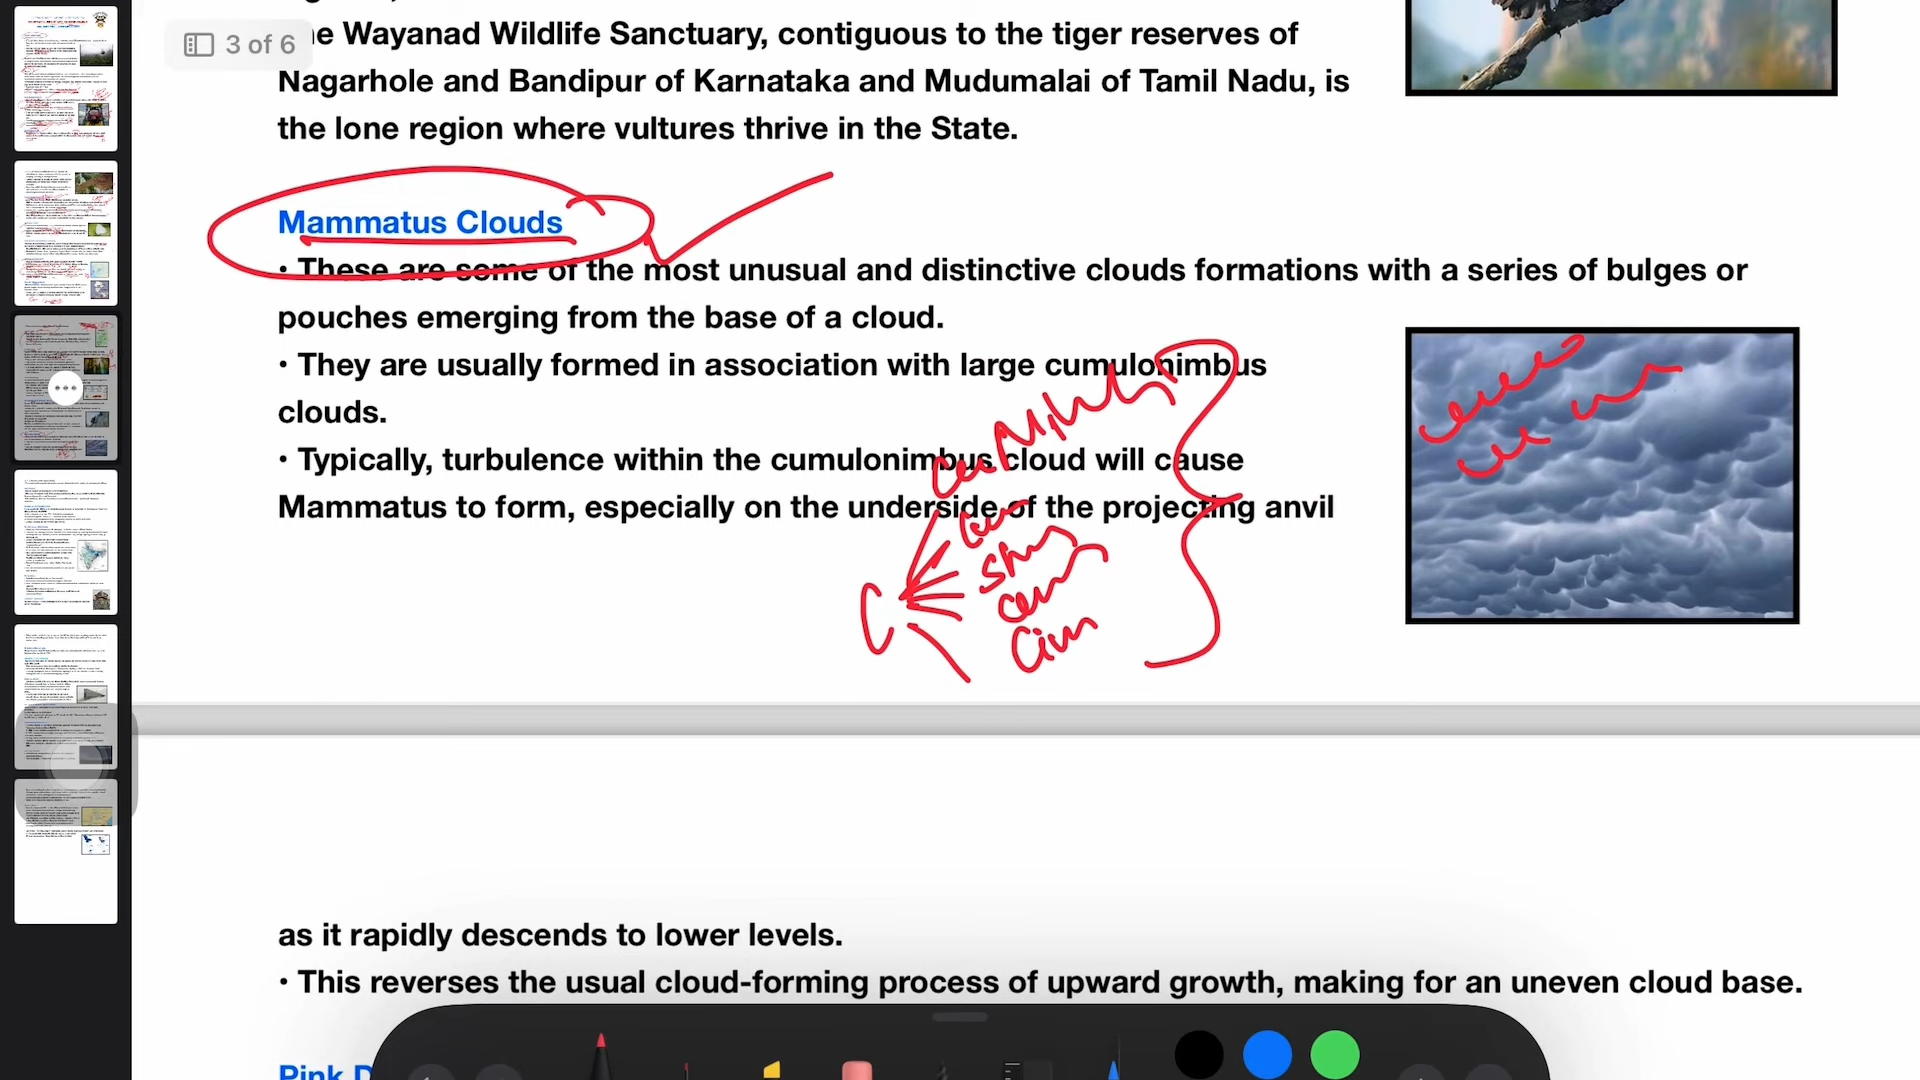 3 of 6
he Wayanad Wildlife Sanctuary, contiguous to the tiger reserves of
Nagarhole and Bandipur of Karnataka and Mudumalai of Tamil Nadu, is
the lone region where vultures thrive in the State.
Mammatus Clouds
• These are some of the most unusual and distinctive clouds formations with a series of bulges or
pouches emerging from the base of a cloud.
• They are usually formed in association with large cumulonimbus
clouds.
• Typically, turbulence within the cumulonimbus cloud will cause
Mammatus to form, especially on the underside of the projecting anvil
as it rapidly descends to lower levels.
• This reverses the usual cloud-forming process of upward growth, making for an uneven cloud base.
Pink D